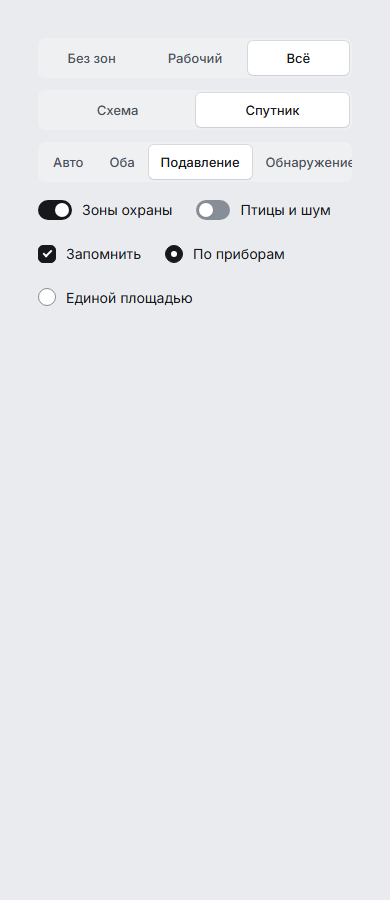 Без зон Рабочий Всё
Схема Спутник
Авто Оба Подавление Обнаружение
Зоны охраны Птицы и шум
Запомнить По приборам
Единой площадью